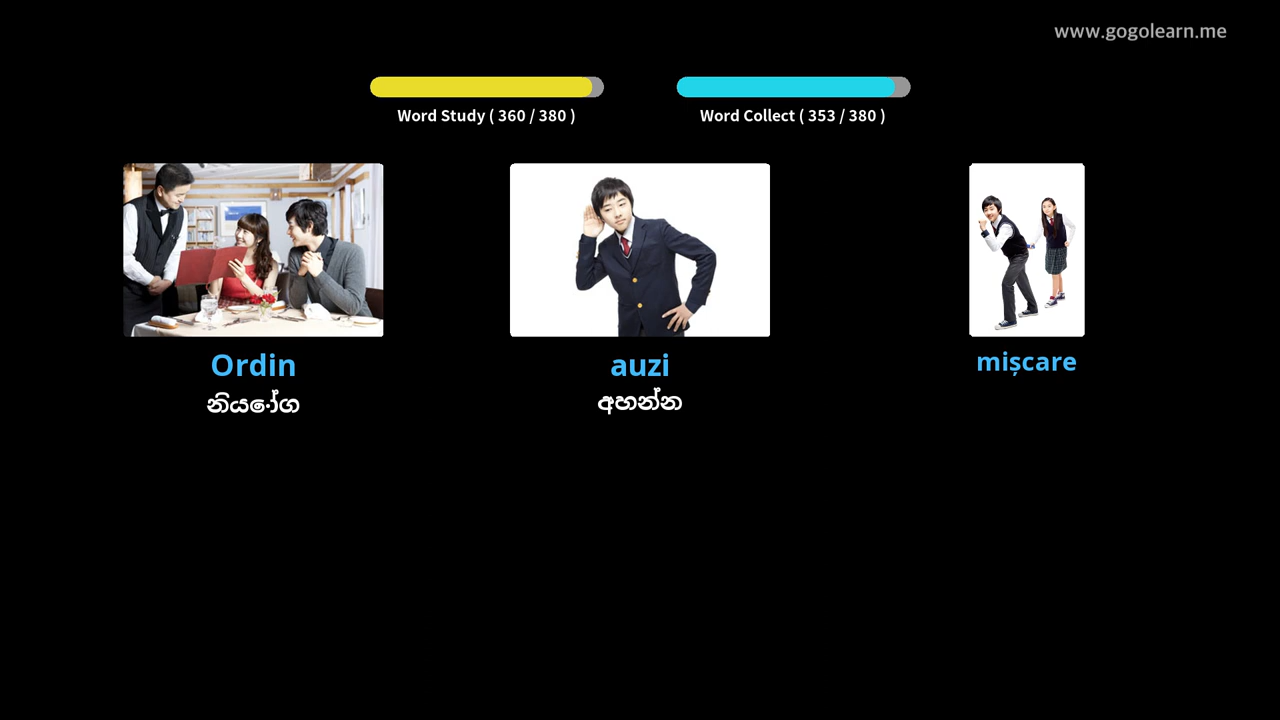 www.gogolearn.me
Word Study ( 360 / 380 )
Word Collect ( 353 / 380 )
Ordin
නියෝග
auzi
අහන්න
mișcare